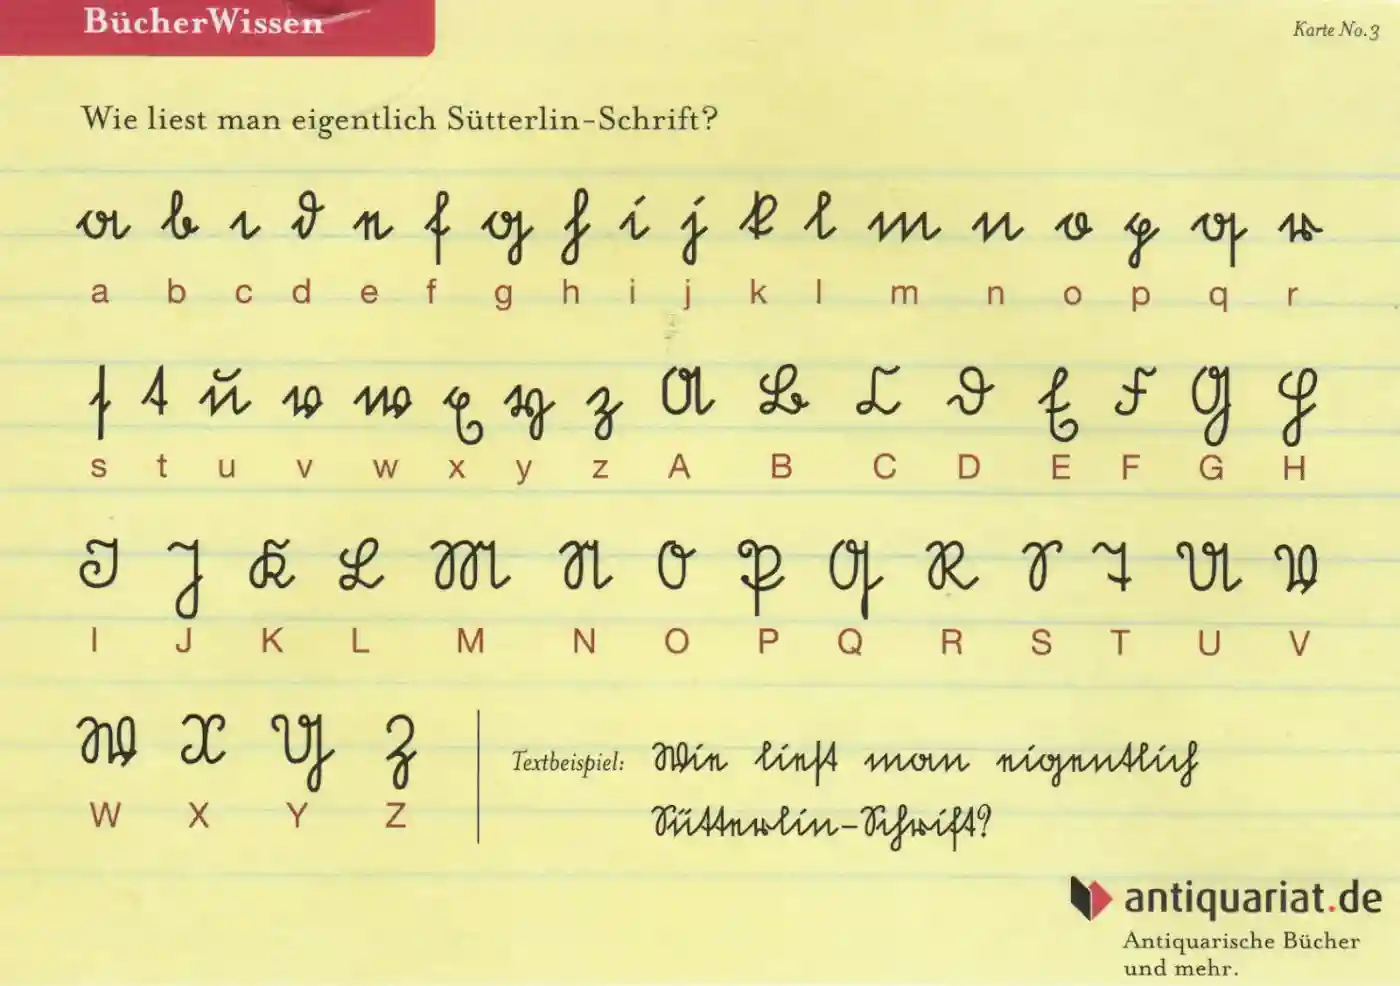 BücherWissen
Karte No.3
Wie liest man eigentlich Sütterlin-Schrift?
a b c d e f g h i j k l m n o p q r
a b c d e f g h i j k l m n o p q r
s t u v w x y z A B C D E F G H
s t u v w x y z A B C D E F G H
I J K L M N O P Q R S T U V
I J K L M N O P Q R S T U V
W X Y Z
W X Y Z
Textbeispiel: Wie liest man eigentlich
Sütterlin-Schrift?
antiquariat.de
Antiquarische Bücher
und mehr.